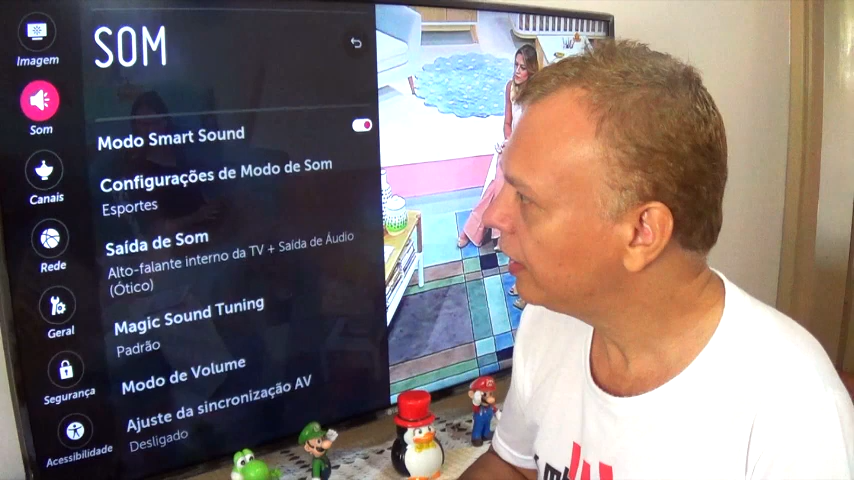 SOM
Imagem
Som
Canais
Rede
Geral
Segurança
Acessibilidade
Modo Smart Sound
Configurações de Modo de Som
Esportes
Saída de Som
Alto-falante interno da TV + Saída de Áudio
(Ótico)
Magic Sound Tuning
Padrão
Modo de Volume
Ajuste da sincronização AV
Desligado